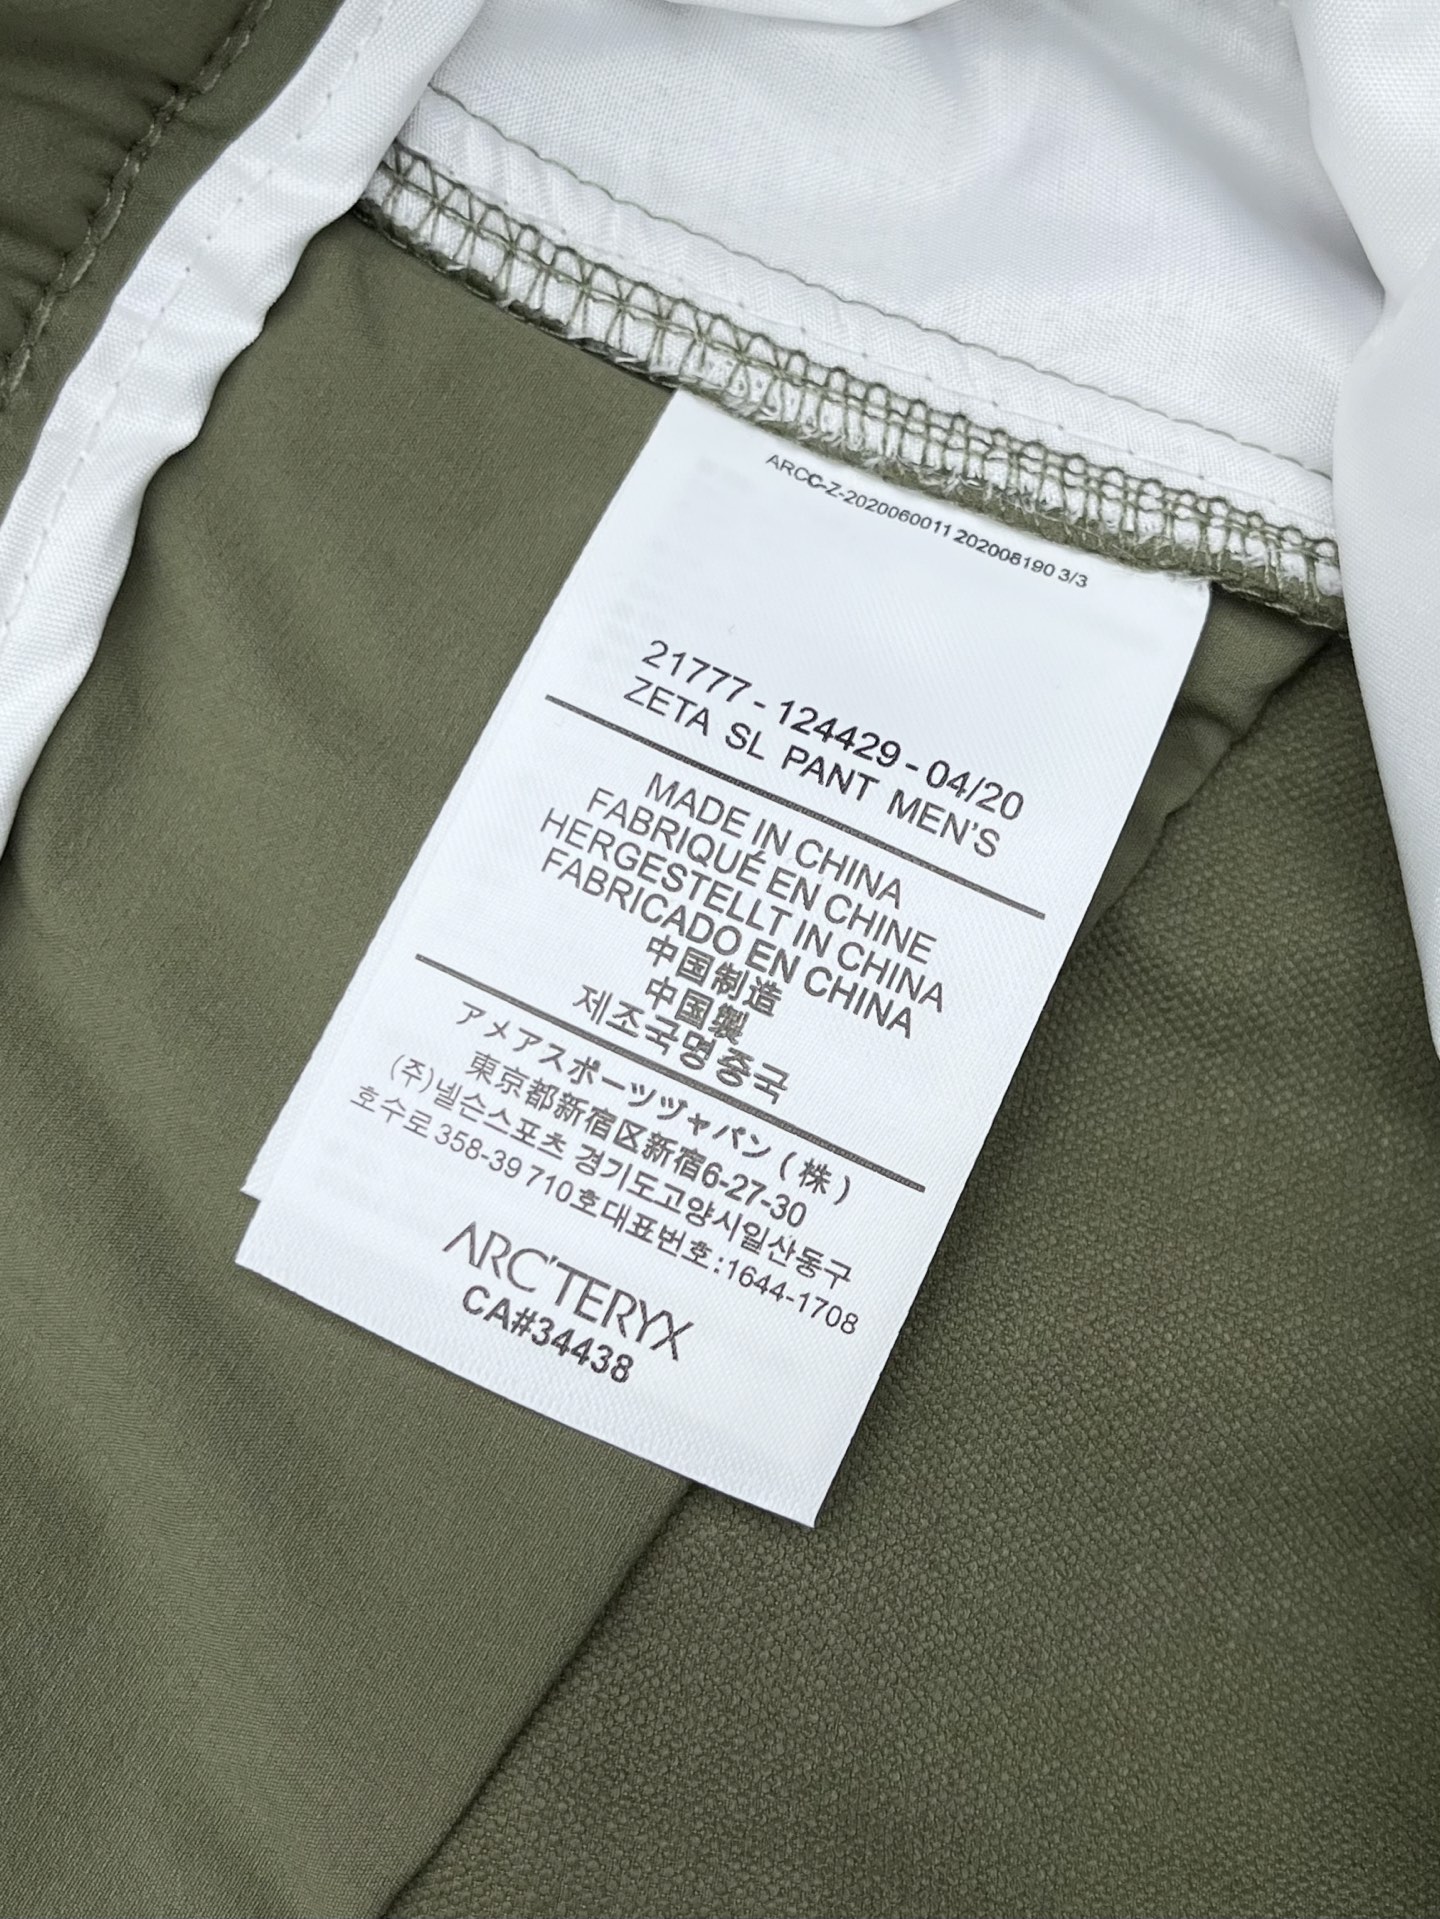 ARCC-Z-2020060011 202008190 3/3
21777 - 124429 - 04/20
ZETA SL PANT MEN'S
MADE IN CHINA
FABRIQUÉ EN CHINE
HERGESTELLT IN CHINA
FABRICADO EN CHINA
中国制造
中国製
제조국명중국
アメアスポーツヅャパン (株)
東京都新宿区新宿6-27-30
(주)넬슨스포츠 경기도고양시일산동구
호수로 358-39 710호대표번호:1644-1708
ARC'TERYX
CA#34438